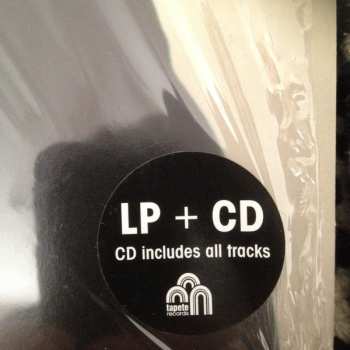 LP + CD
CD includes all tracks
tapete
records